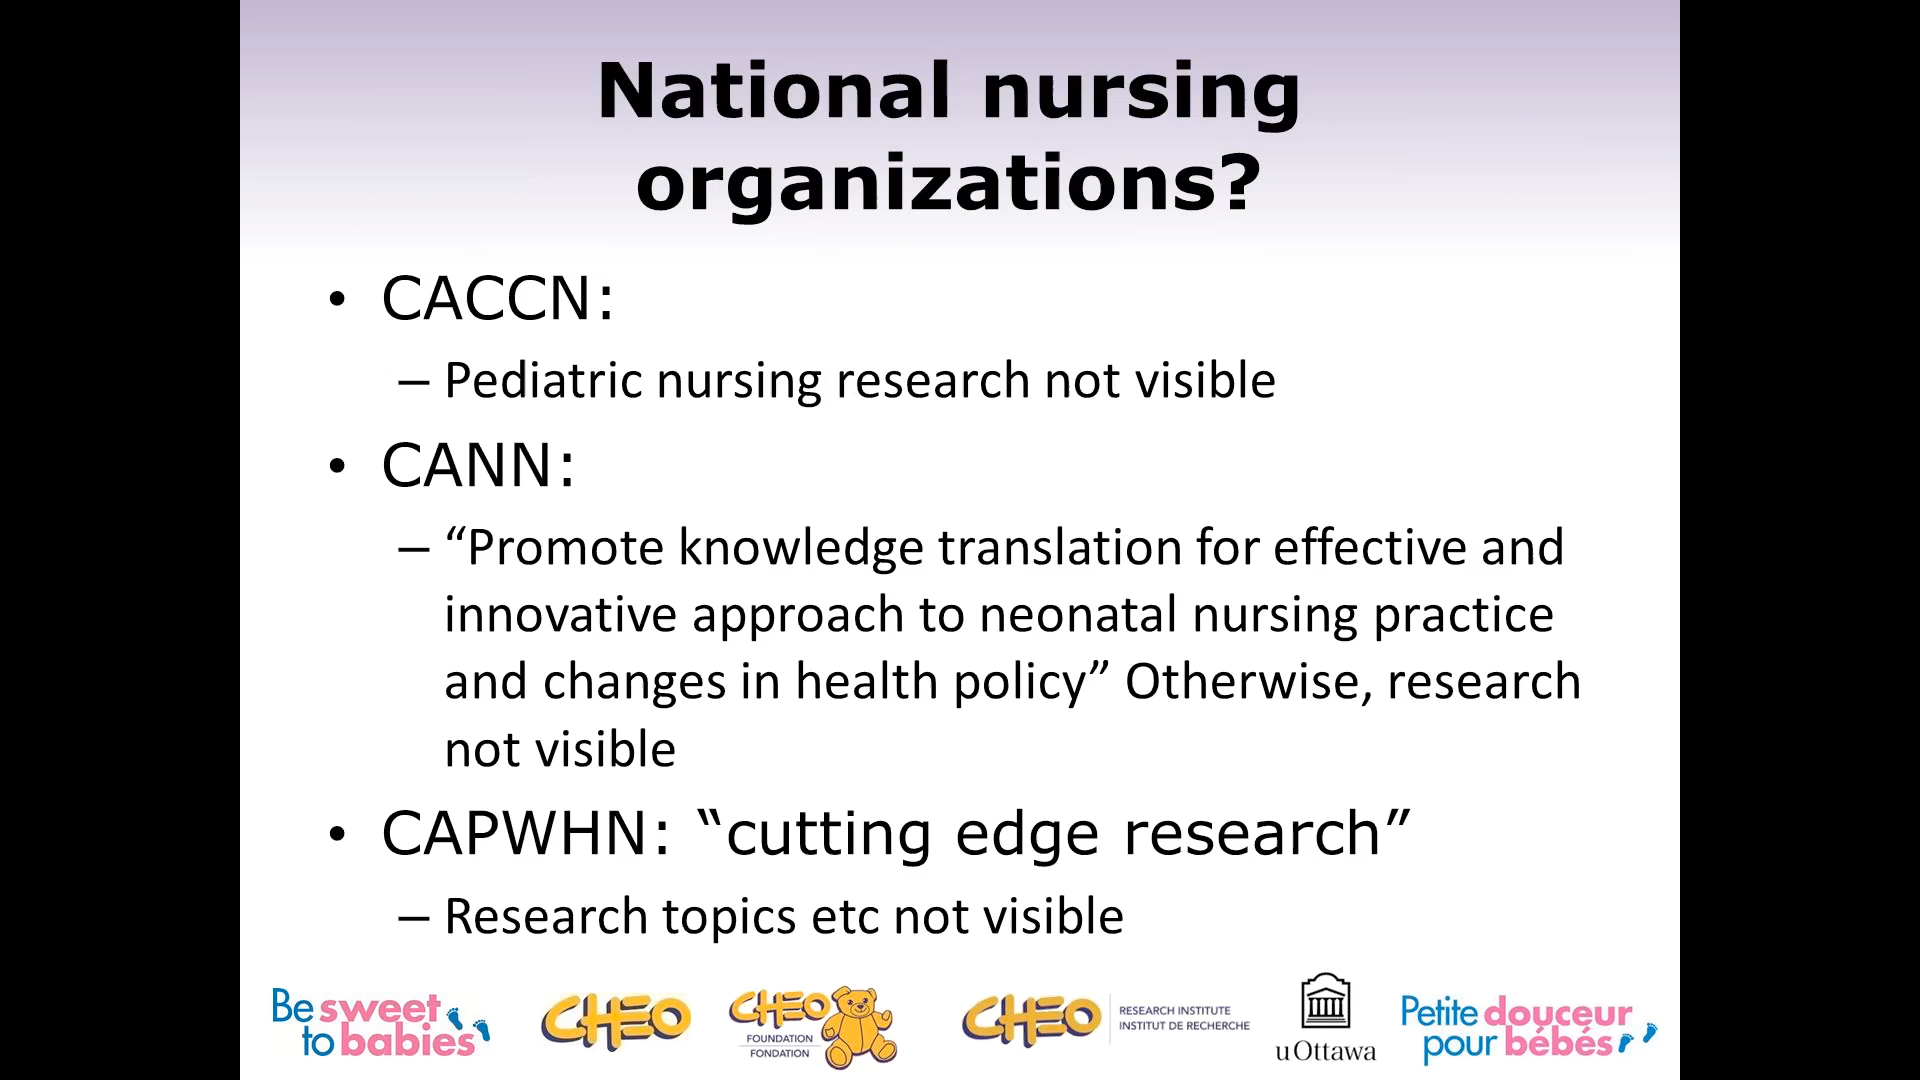 National nursing
organizations?
• CACCN:
– Pediatric nursing research not visible
• CANN:
– “Promote knowledge translation for effective and
innovative approach to neonatal nursing practice
and changes in health policy” Otherwise, research
not visible
• CAPWHN: “cutting edge research”
– Research topics etc not visible
Be sweet
to babies
CHEO
CHEO
FOUNDATION
FONDATION
CHEO
RESEARCH INSTITUTE
INSTITUT DE RECHERCHE
uOttawa
Petite douceur
pour bébés